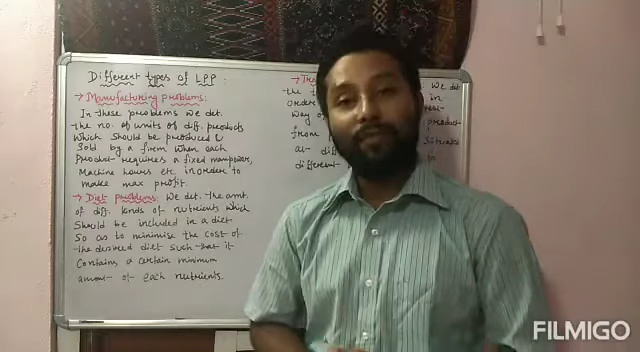 Different types of LPP :
→ Manufacturing problems:
In these problems we det.
the no. of units of diff. products
which should be produced &
sold by a firm when each
Product requires a fixed manpower,
Machine hours etc. in order to
make max profit.
→ Diet problems: We det. the amt.
of diff. kinds of nutrients which
should be included in a diet
So as to minimise the cost of
the desired diet such that it
Contains a certain minimum
amount of each nutrients.
We det.
the
in
order
way o
product
from
situated
at diff
in
different
FILMIGO